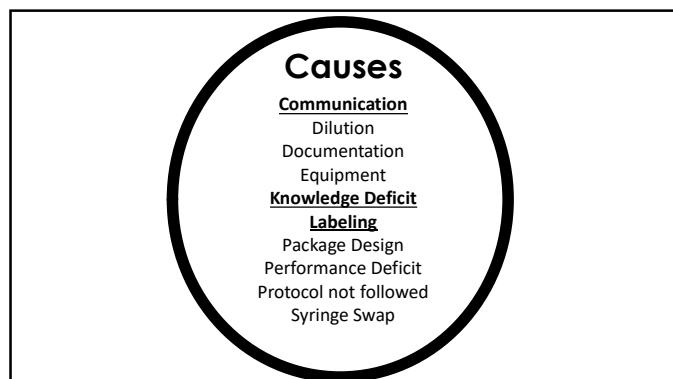 Causes
Communication
Dilution
Documentation
Equipment
Knowledge Deficit
Labeling
Package Design
Performance Deficit
Protocol not followed
Syringe Swap